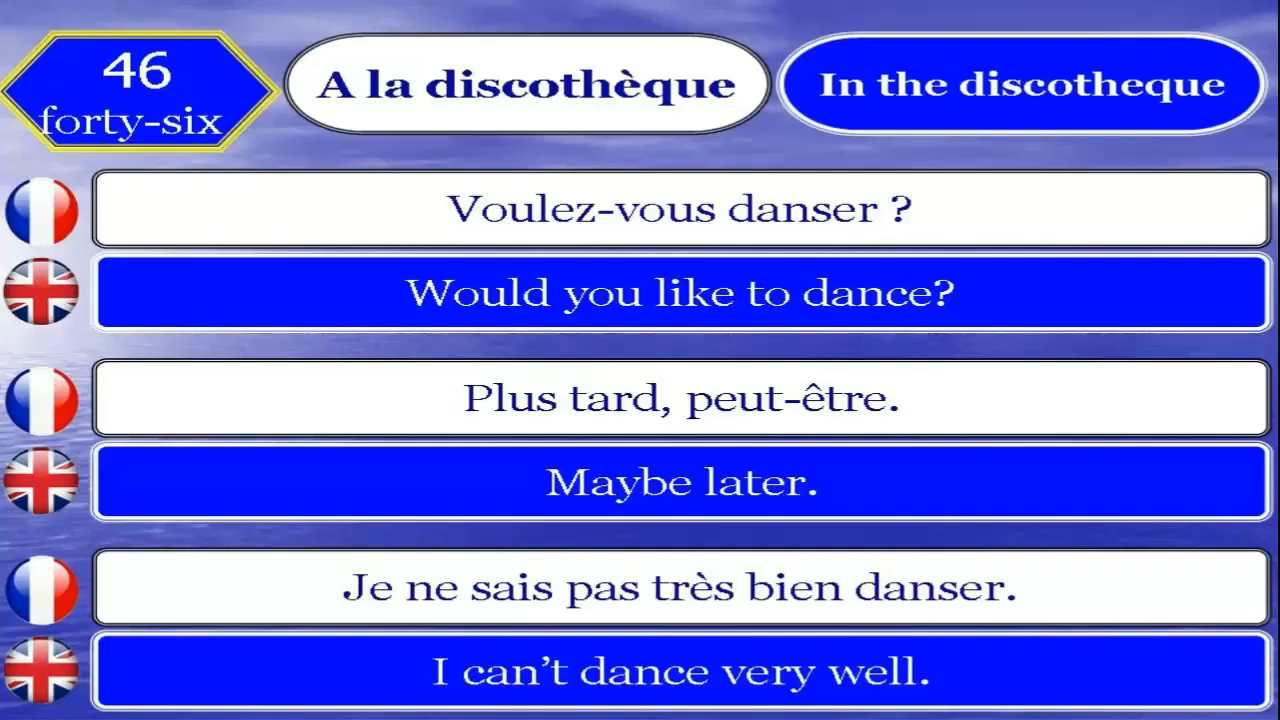 46
forty-six
A la discothèque
In the discotheque
Voulez-vous danser ?
Would you like to dance?
Plus tard, peut-être.
Maybe later.
Je ne sais pas très bien danser.
I can’t dance very well.